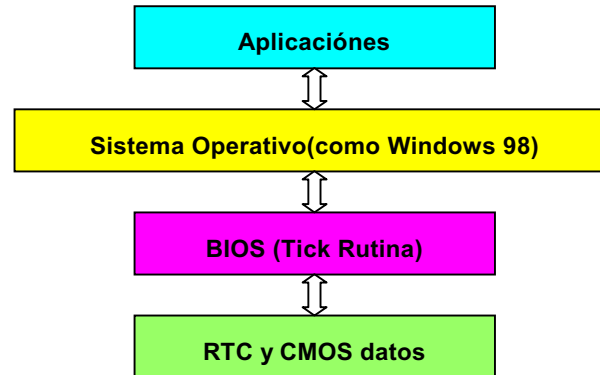 Aplicaciónes
Sistema Operativo(como Windows 98)
BIOS (Tick Rutina)
RTC y CMOS datos